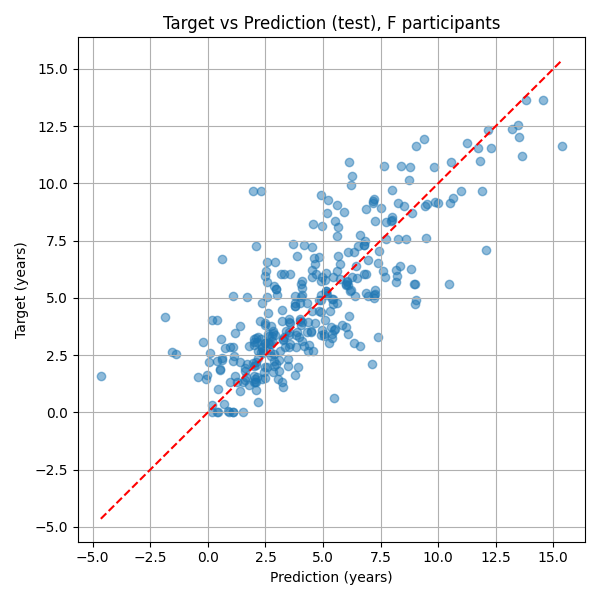 Target vs Prediction (test), F participants
Target (years)
15.0
12.5
10.0
7.5
5.0
2.5
0.0
−2.5
−5.0
−5.0 −2.5 0.0 2.5 5.0 7.5 10.0 12.5 15.0
Prediction (years)